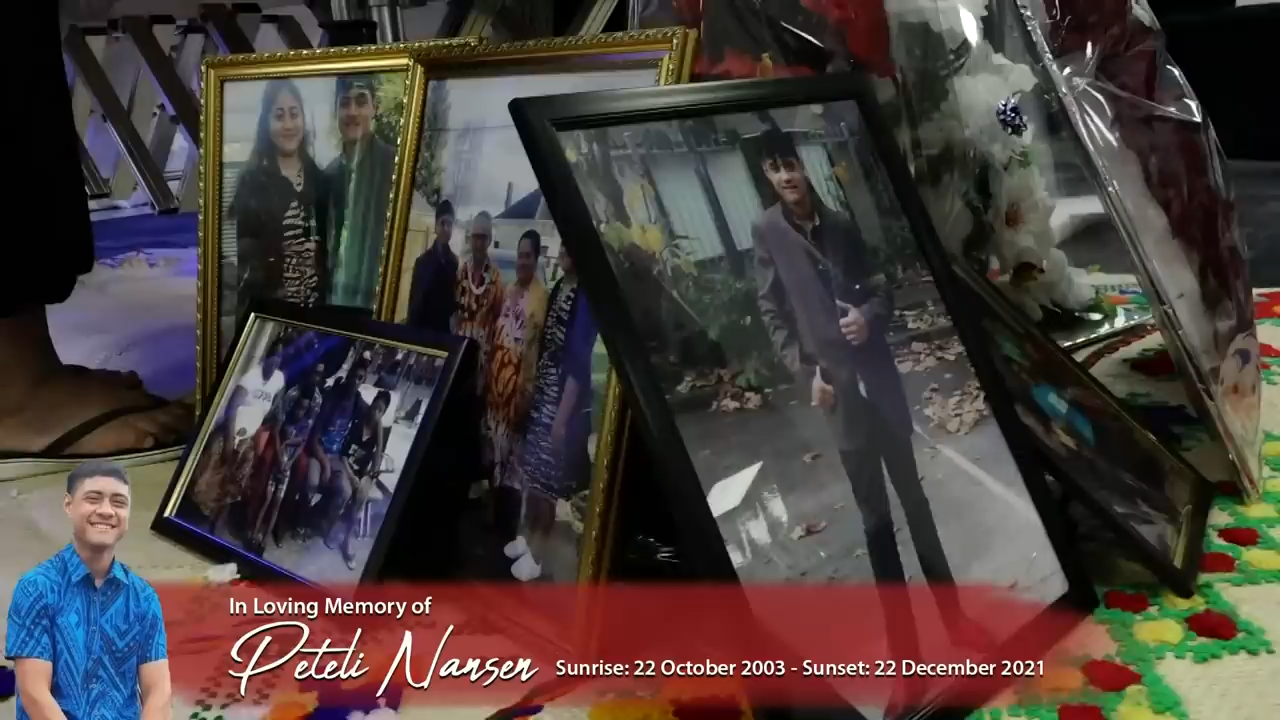 In Loving Memory of
Peteli Nansen
Sunrise: 22 October 2003 - Sunset: 22 December 2021